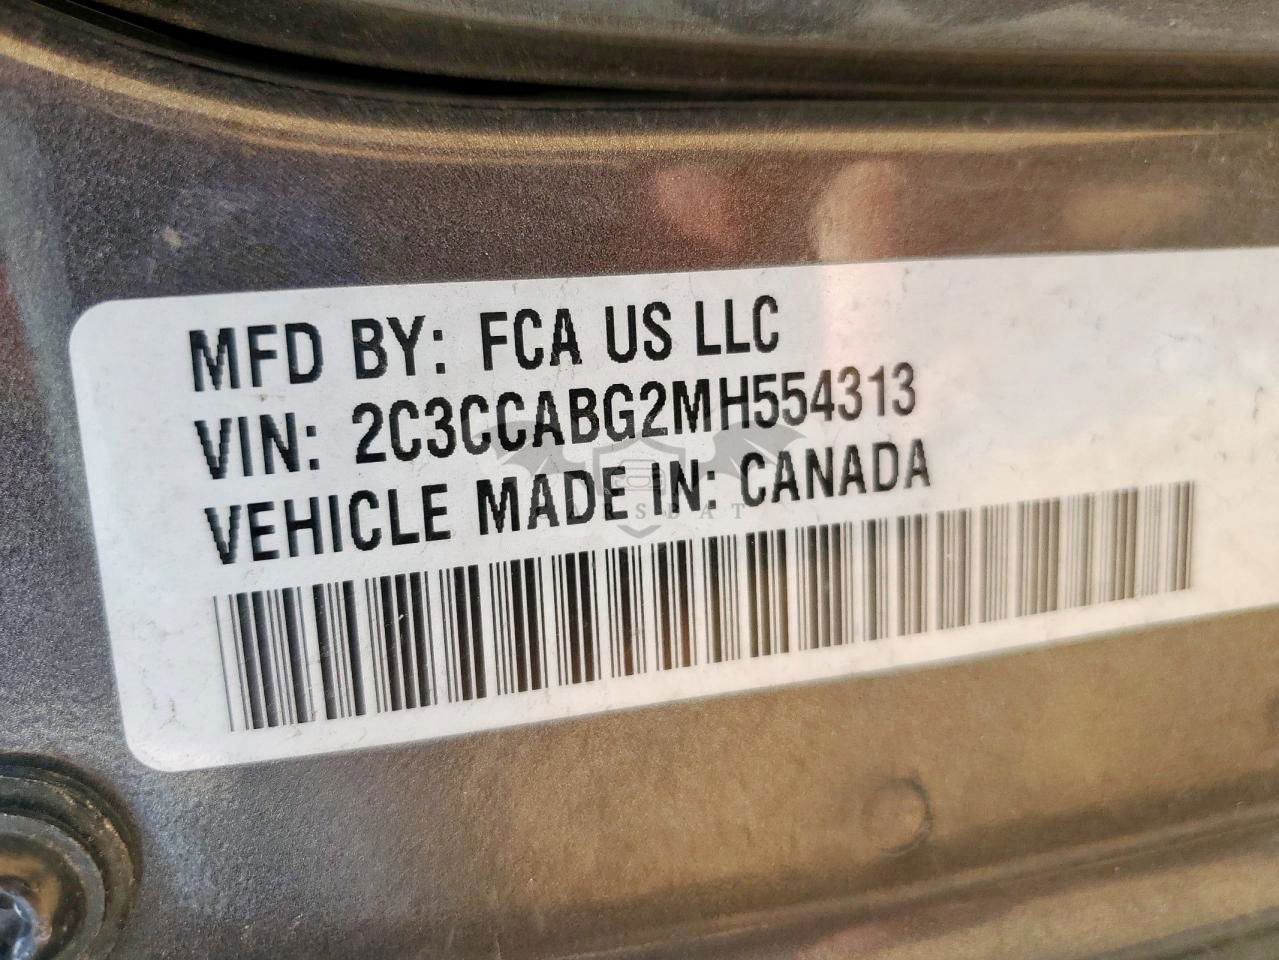 MFD BY: FCA US LLC
VIN: 2C3CCABG2MH554313
VEHICLE MADE IN: CANADA